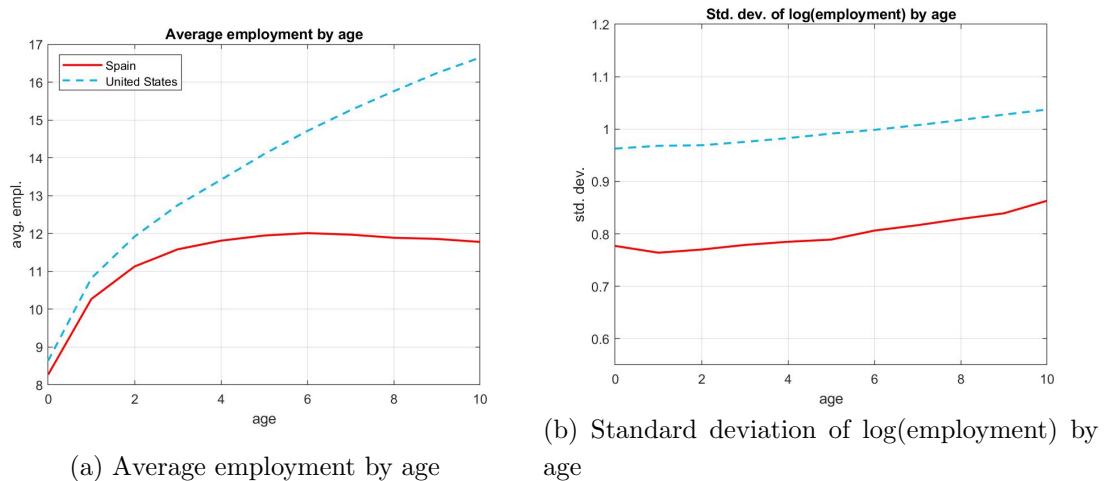 Average employment by age
17
16
15
14
13
12
11
10
9
8
avg. empl.
Spain
United States
0 2 4 6 8 10
age
(a) Average employment by age
Std. dev. of log(employment) by age
1.2
1.1
1
0.9
0.8
0.7
0.6
std. dev.
0 2 4 6 8 10
age
(b) Standard deviation of log(employment) by
age